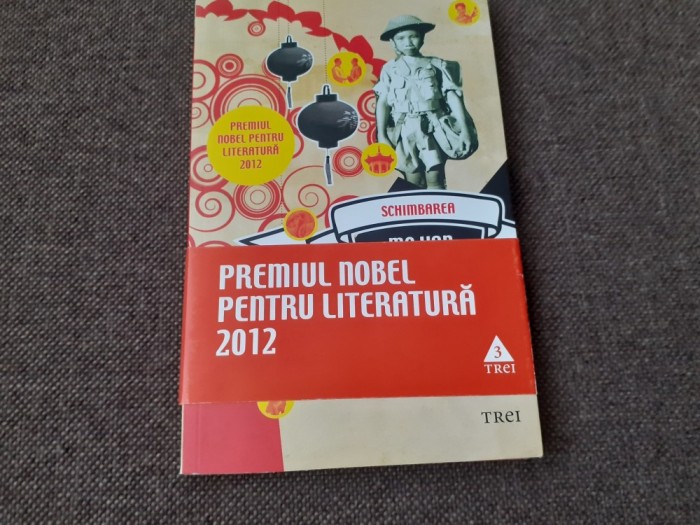 PREMIUL
NOBEL PENTRU
LITERATURĂ
2012
SCHIMBAREA
PREMIUL NOBEL
PENTRU LITERATURĂ
2012
3
TREI
TREI